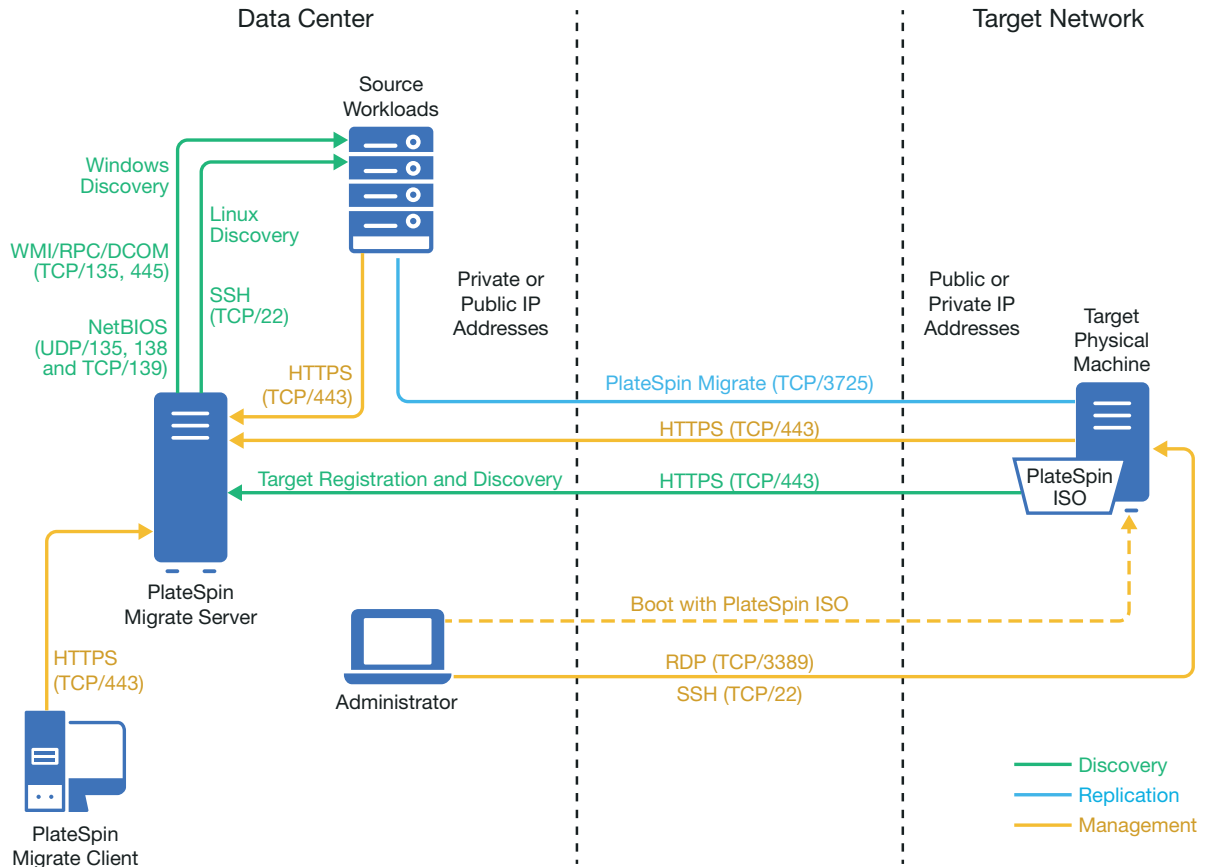 Data Center
Target Network
Source
Workloads
Windows
Discovery
Linux
Discovery
WMI/RPC/DCOM
(TCP/135, 445)
SSH
(TCP/22)
NetBIOS
(UDP/135, 138
and TCP/139)
HTTPS
(TCP/443)
Private or
Public IP
Addresses
Public or
Private IP
Addresses
Target
Physical
Machine
PlateSpin Migrate (TCP/3725)
HTTPS (TCP/443)
Target Registration and Discovery
HTTPS (TCP/443)
PlateSpin
ISO
PlateSpin
Migrate Server
Boot with PlateSpin ISO
HTTPS
(TCP/443)
RDP (TCP/3389)
SSH (TCP/22)
Administrator
PlateSpin
Migrate Client
Discovery
Replication
Management